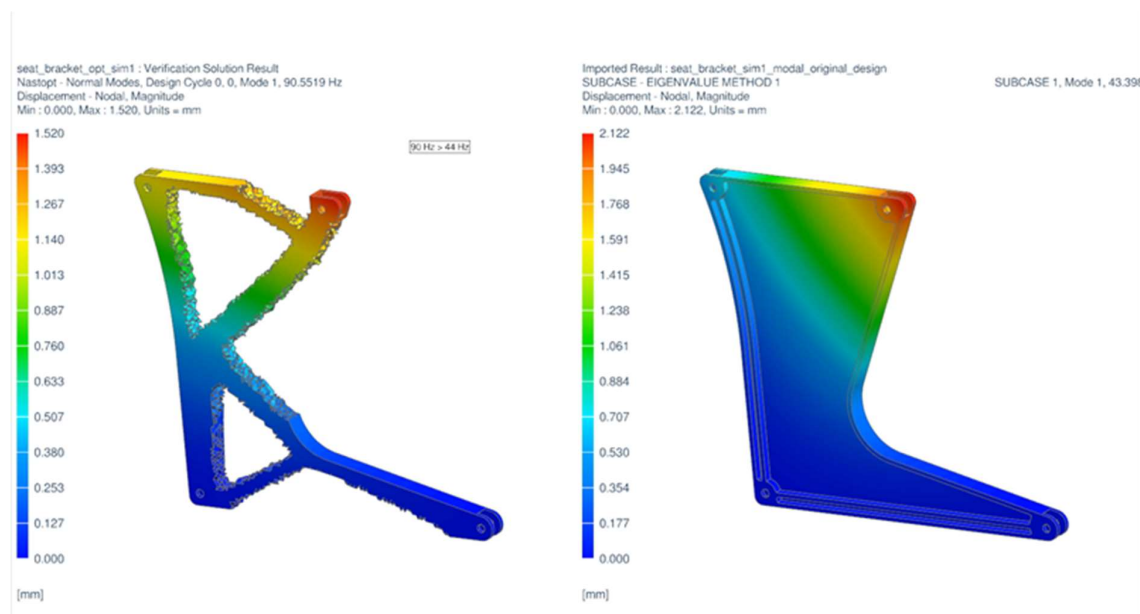 seat_bracket_opt_sim1 : Verification Solution Result
Nastopt - Normal Modes, Design Cycle 0, 0, Mode 1, 90.5519 Hz
Displacement - Nodal, Magnitude
Min : 0.000, Max : 1.520, Units = mm
1.520
1.393
1.267
1.140
1.013
0.887
0.760
0.633
0.507
0.380
0.253
0.127
0.000
[mm]
90 Hz > 44 Hz
Imported Result : seat_bracket_sim1_modal_original_design
SUBCASE - EIGENVALUE METHOD 1
SUBCASE 1, Mode 1, 43.398
Displacement - Nodal, Magnitude
Min : 0.000, Max : 2.122, Units = mm
2.122
1.945
1.768
1.591
1.415
1.238
1.061
0.884
0.707
0.530
0.354
0.177
0.000
[mm]